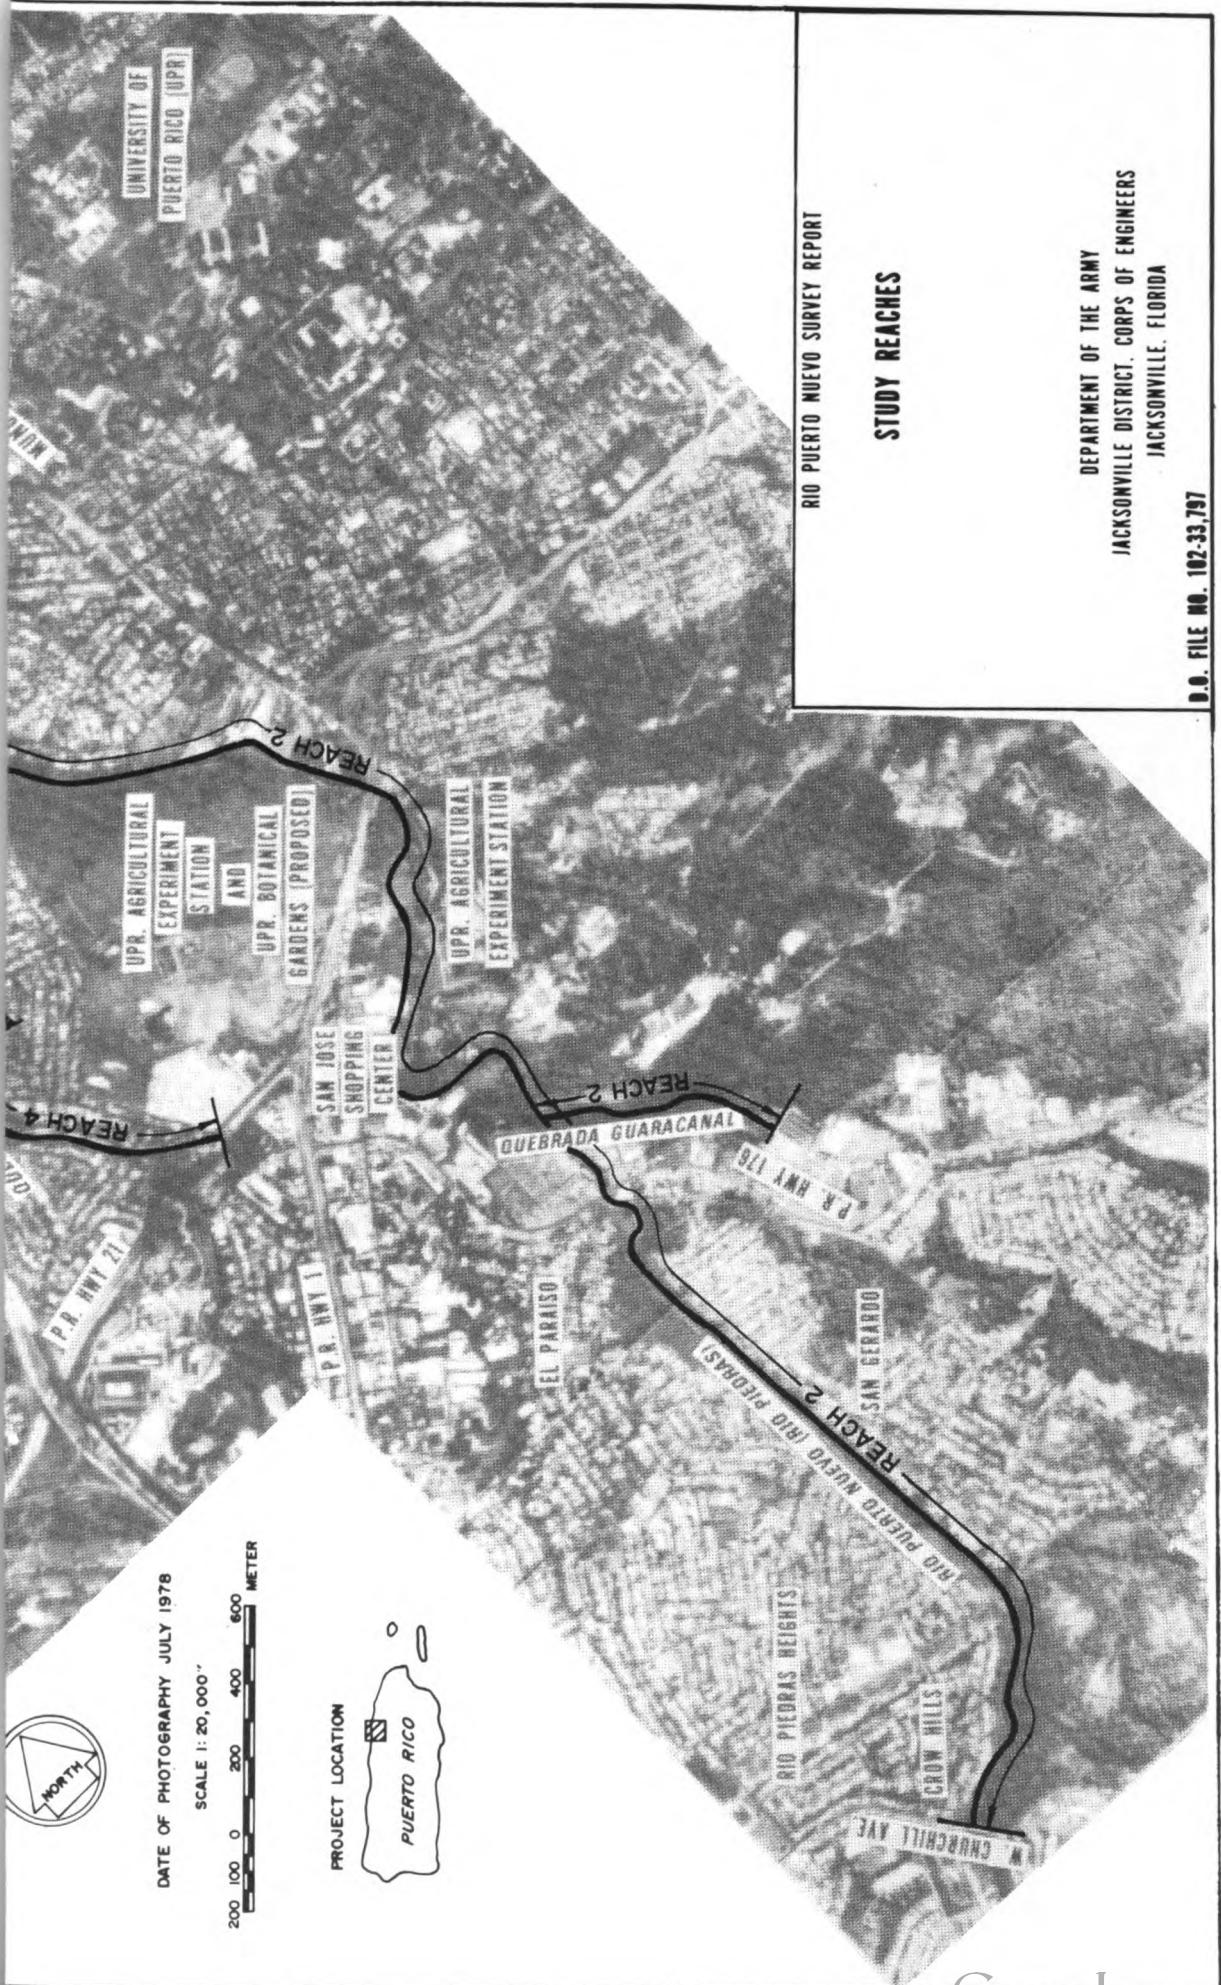 NORTH
DATE OF PHOTOGRAPHY JULY 1978
SCALE 1: 20,000
200 100 0 200 400 600
METER
PROJECT LOCATION
PUERTO RICO
P.R. HWY 21
REACH 4
P.R. HWY 1
SAN JOSE
SHOPPING
CENTER
UPR. AGRICULTURAL
EXPERIMENT
STATION
AND
UPR. BOTANICAL
GARDENS (PROPOSED)
UNIVERSITY OF
PUERTO RICO (UPR)
REACH 2
UPR. AGRICULTURAL
EXPERIMENT STATION
EL PARAISO
QUEBRADA GUARACANAL
REACH 2
P.R. HWY 176
RIO PUERTO NUEVO (RIO PIEDRAS)
REACH 2
SAN GERARDO
RIO PIEDRAS HEIGHTS
CROW HILLS
W. CHURCHILL AVE
RIO PUERTO NUEVO SURVEY REPORT
STUDY REACHES
DEPARTMENT OF THE ARMY
JACKSONVILLE DISTRICT, CORPS OF ENGINEERS
JACKSONVILLE, FLORIDA
D.O. FILE NO. 102-33,797